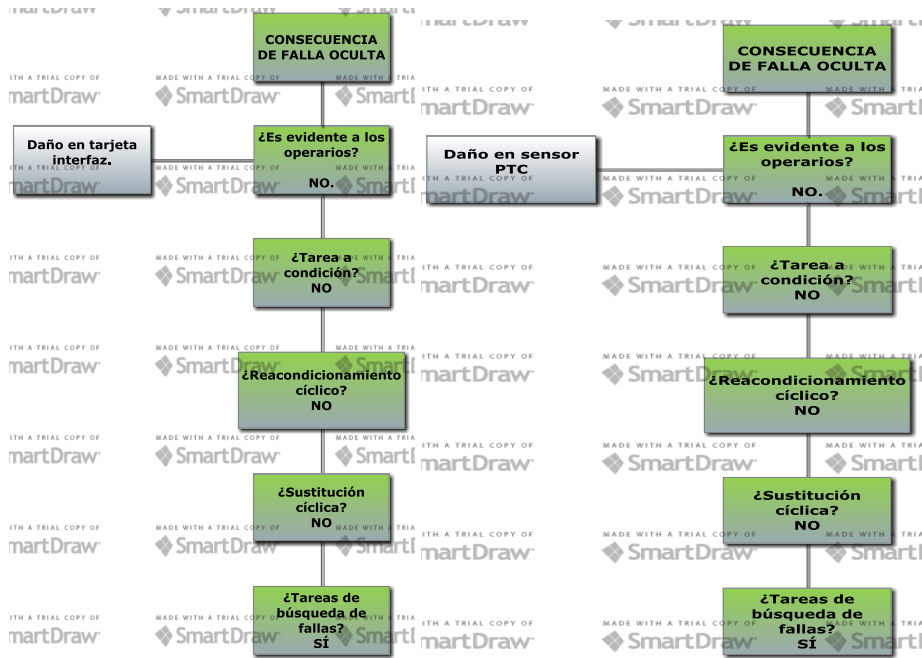 CONSECUENCIA
DE FALLA OCULTA
Daño en tarjeta
interfaz.
¿Es evidente a los
operarios?
NO.
¿Tarea a
condición?
NO
¿Reacondicionamiento
cíclico?
NO
¿Sustitución
cíclica?
NO
¿Tareas de
búsqueda de
fallas?
SÍ
CONSECUENCIA
DE FALLA OCULTA
Daño en sensor
PTC
¿Es evidente a los
operarios?
NO.
¿Tarea a
condición?
NO
¿Reacondicionamiento
cíclico?
NO
¿Sustitución
cíclica?
NO
¿Tareas de
búsqueda de
fallas?
SÍ
MADE WITH A TRIAL COPY OF
SmartDraw